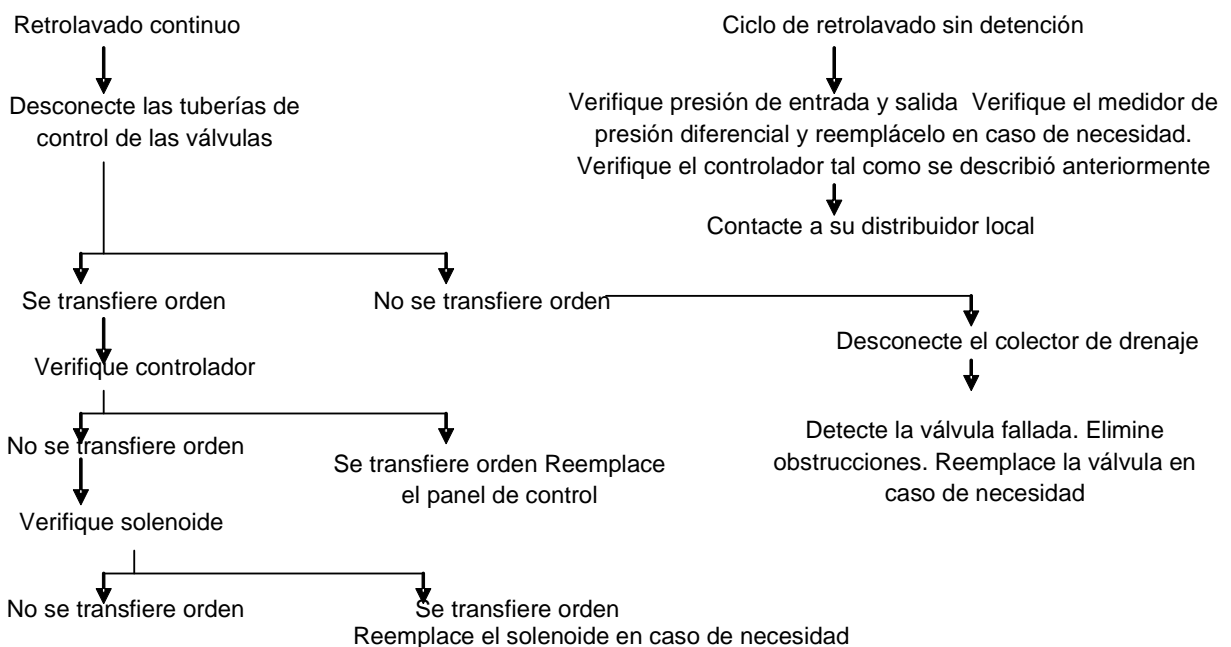 Retrolavado continuo
Desconecte las tuberías de
control de las válvulas
Ciclo de retrolavado sin detención
Verifique presión de entrada y salida  Verifique el medidor de
presión diferencial y reemplácelo en caso de necesidad.
Verifique el controlador tal como se describió anteriormente
Contacte a su distribuidor local
Se transfiere orden
No se transfiere orden
Desconecte el colector de drenaje
Detecte la válvula fallada. Elimine
obstrucciones. Reemplace la válvula en
caso de necesidad
Verifique controlador
No se transfiere orden
Se transfiere orden Reemplace
el panel de control
Verifique solenoide
No se transfiere orden
Se transfiere orden
Reemplace el solenoide en caso de necesidad